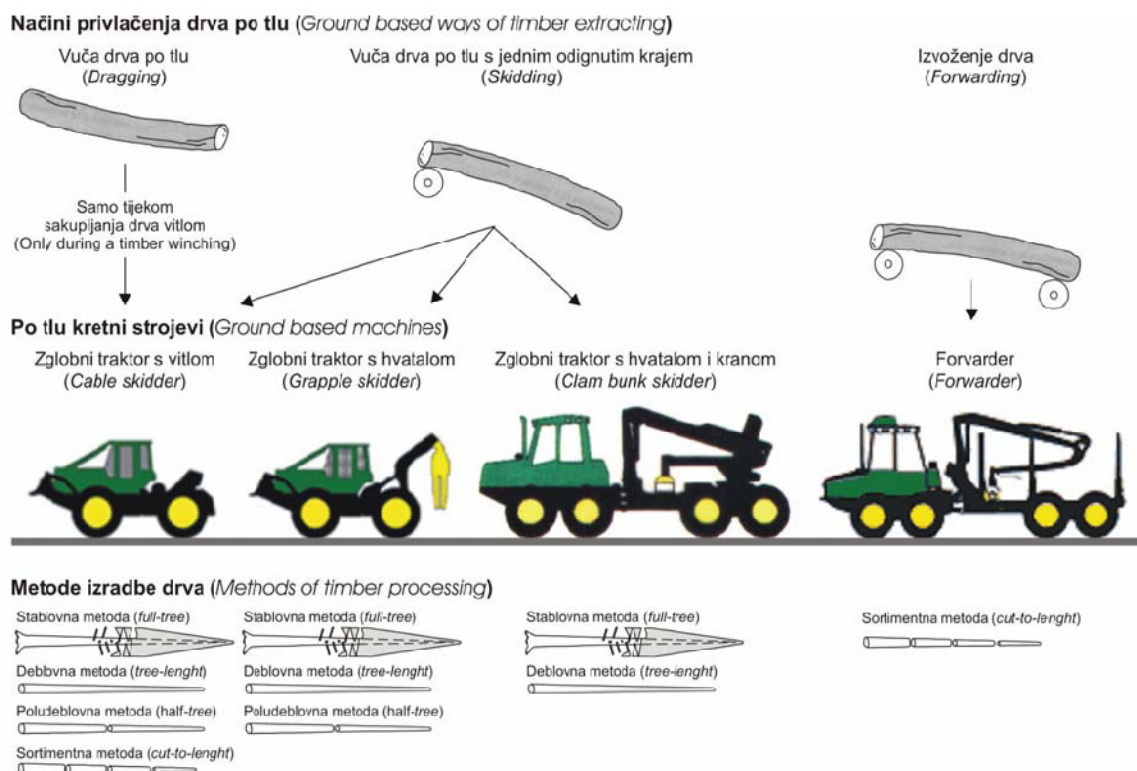 Načini privlačenja drva po tlu (Ground based ways of timber extracting)
Vuča drva po tlu
(Dragging)
Vuča drva po tlu s jednim odignutim krajem
(Skidding)
Izvoženje drva
(Forwarding)
Samo tijekom
sakupljanja drva vitlom
(Only during a timber winching)
Po tlu kretni strojevi (Ground based machines)
Zglobni traktor s vitlom
(Cable skidder)
Zglobni traktor s hvatalom
(Grapple skidder)
Zglobni traktor s hvatalom i kranom
(Clam bunk skidder)
Forvarder
(Forwarder)
Metode izradbe drva (Methods of timber processing)
Stablovna metoda (full-tree)
Debbvna metoda (tree-lenght)
Poludeblovna metoda (half-tree)
Sortimentna metoda (cut-to-lenght)
Stablovna metoda (full-tree)
Deblovna metoda (tree-lenght)
Poludeblovna metoda (half-tree)
Stablovna metoda (full-tree)
Deblovna metoda (tree-lenght)
Sortimentna metoda (cut-to-lenght)